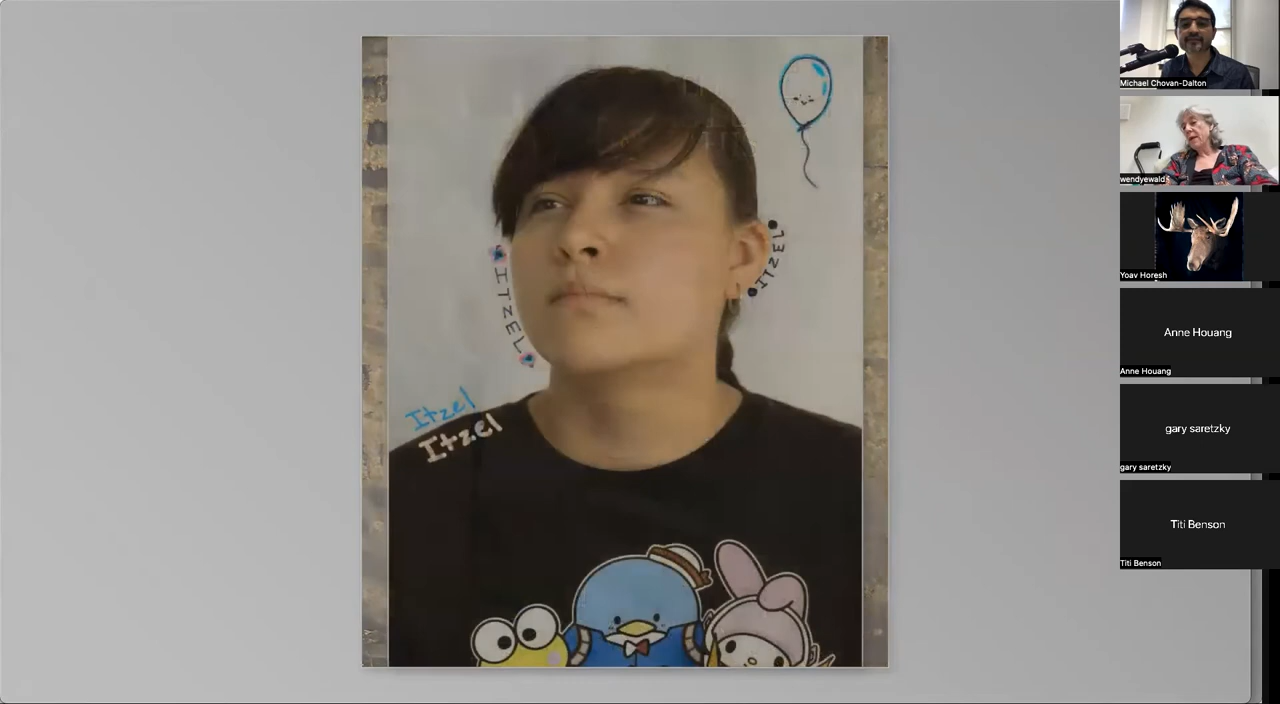 ITZEL
ITZEL
Itzel
Itzel
Michael Chovan-Dalton
wendyewald
Yoav Horesh
Anne Houang
Anne Houang
gary saretzky
gary saretzky
Titi Benson
Titi Benson